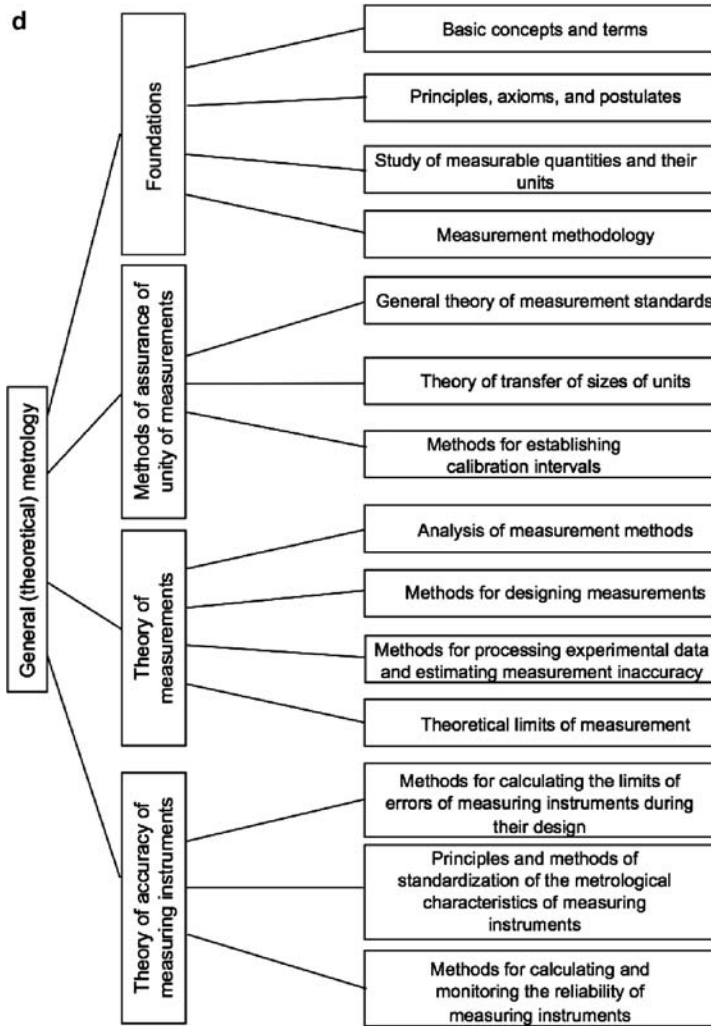 d
General (theoretical) metrology
Foundations
Basic concepts and terms
Principles, axioms, and postulates
Study of measurable quantities and their
units
Measurement methodology
Methods of assurance of
unity of measurements
General theory of measurement standards
Theory of transfer of sizes of units
Methods for establishing
calibration intervals
Theory of
measurements
Analysis of measurement methods
Methods for designing measurements
Methods for processing experimental data
and estimating measurement inaccuracy
Theoretical limits of measurement
Theory of accuracy of
measuring instruments
Methods for calculating the limits of
errors of measuring instruments during
their design
Principles and methods of
standardization of the metrological
characteristics of measuring
instruments
Methods for calculating and
monitoring the reliability of
measuring instruments